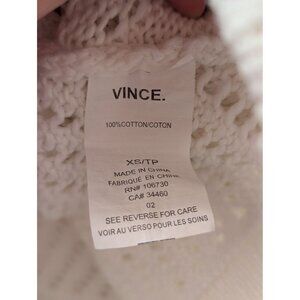 VINCE.
100%COTTON/COTON
XS/TP
MADE IN CHINA
FABRIQUÉ EN CHINE
RN# 106730
CA# 34460
02
SEE REVERSE FOR CARE
VOIR AU VERSO POUR LES SOINS